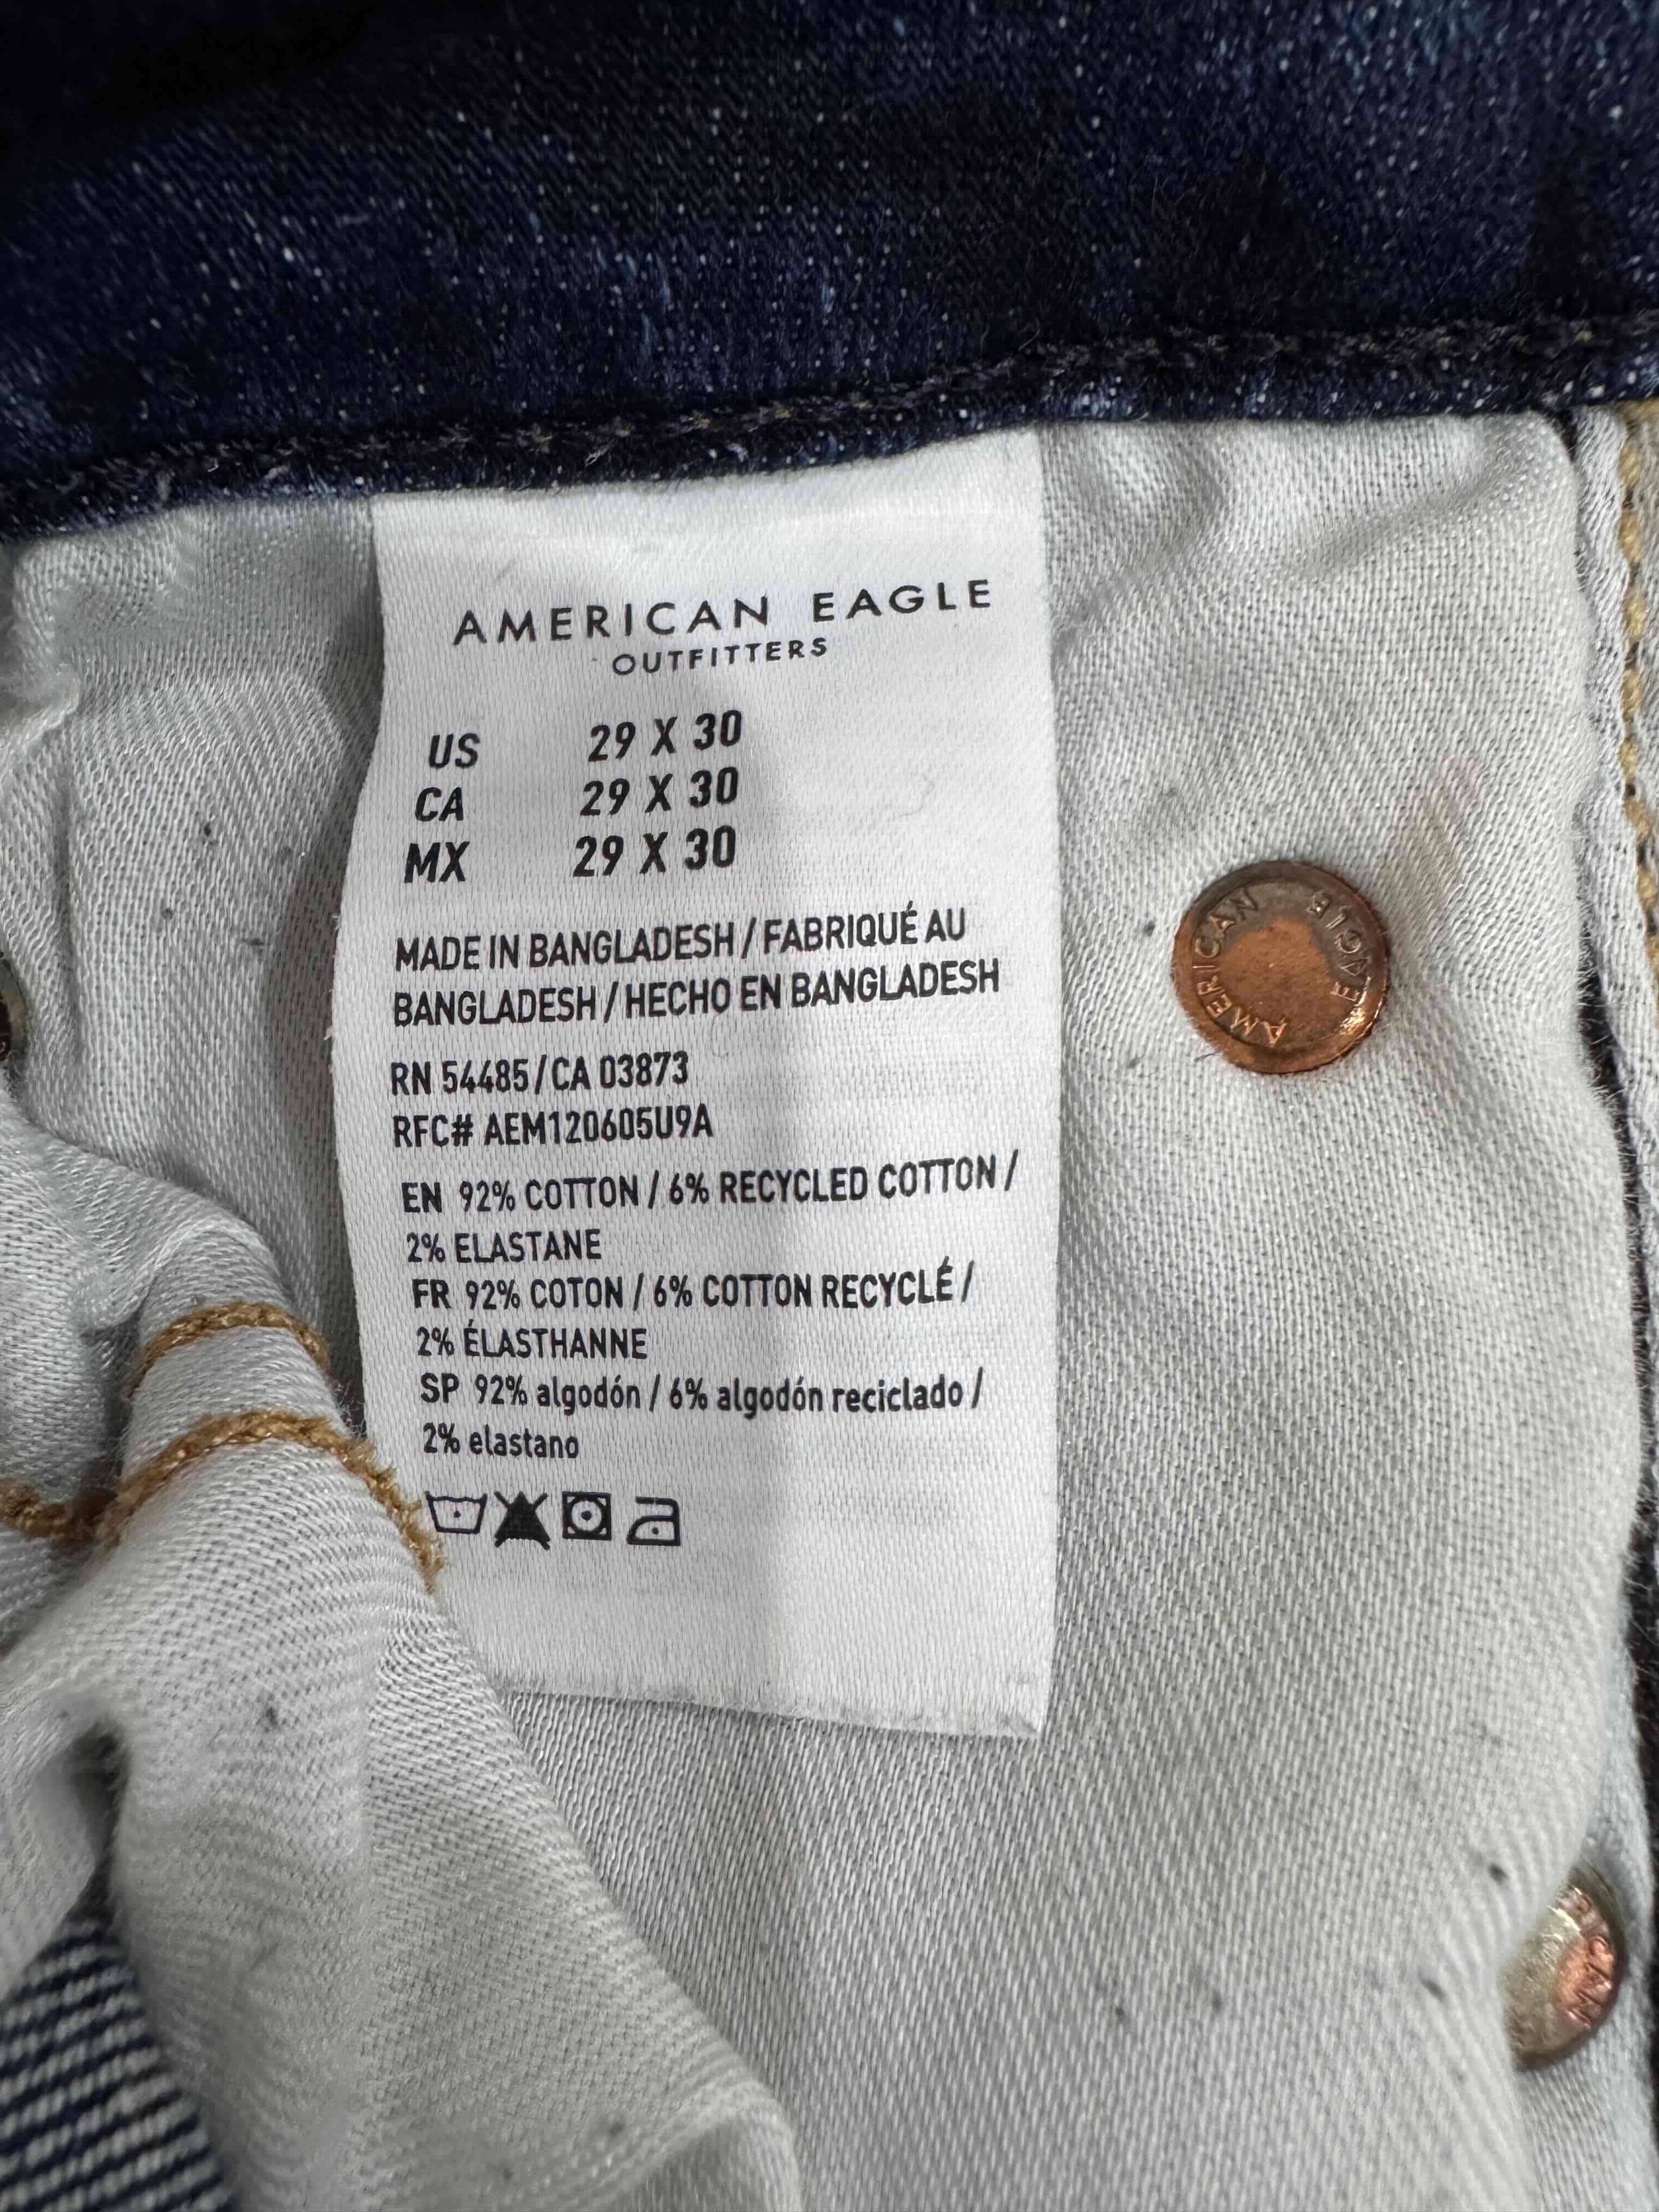 AMERICAN EAGLE
OUTFITTERS
US 29 X 30
CA 29 X 30
MX 29 X 30
MADE IN BANGLADESH / FABRIQUÉ AU
BANGLADESH / HECHO EN BANGLADESH
RN 54485 / CA 03873
RFC# AEM120605U9A
EN 92% COTTON / 6% RECYCLED COTTON /
2% ELASTANE
FR 92% COTON / 6% COTTON RECYCLÉ /
2% ÉLASTHANNE
SP 92% algodón / 6% algodón reciclado /
2% elastano
AMERICAN EAGLE